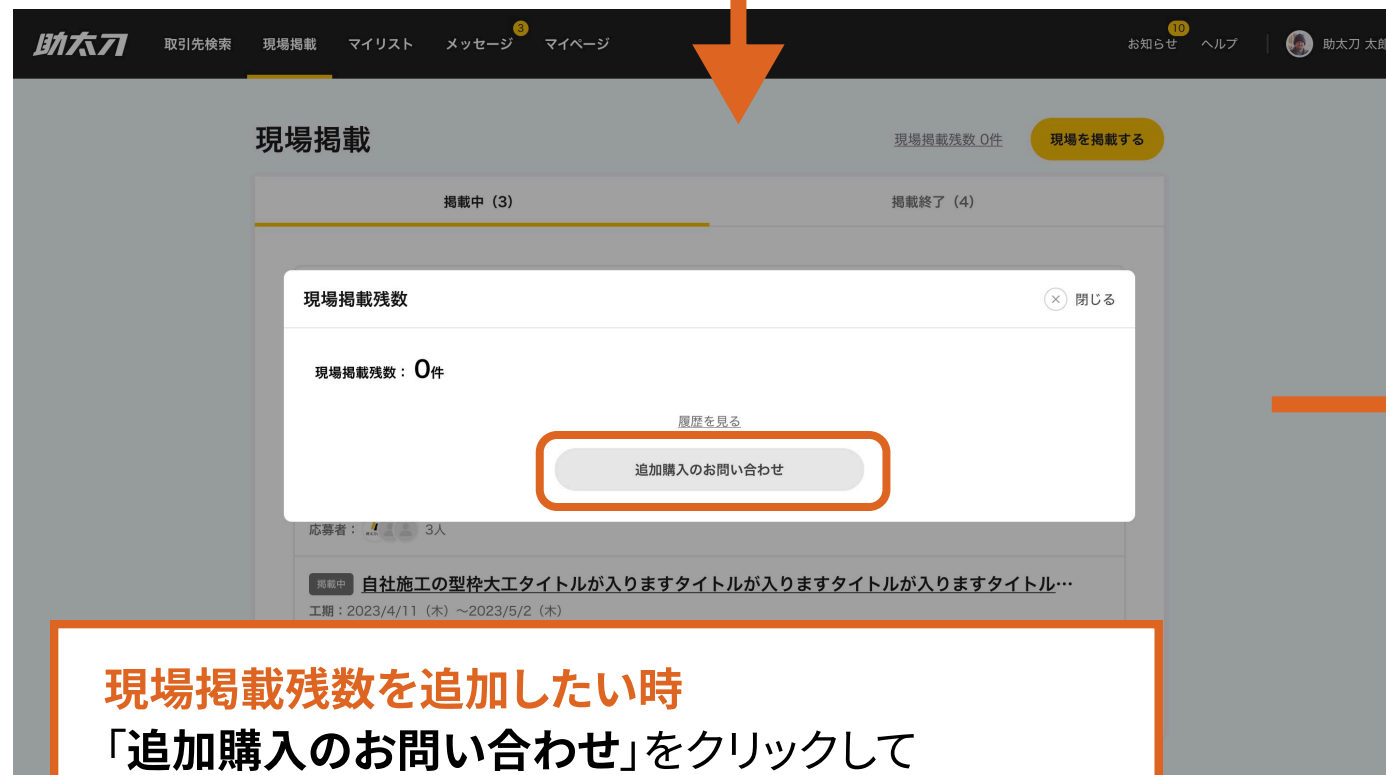 助太刀 取引先検索 現場掲載 マイリスト メッセージ 3 マイページ お知らせ 10 ヘルプ 助太刀 太郎
現場掲載 現場掲載残数 0件 現場を掲載する
掲載中（3） 掲載終了（4）
現場掲載残数 × 閉じる
現場掲載残数： 0件
履歴を見る
追加購入のお問い合わせ
応募者： 3人
掲載中 自社施工の型枠大工タイトルが入りますタイトルが入りますタイトルが入りますタイトル…
工期：2023/4/11（木）～2023/5/2（木）
現場掲載残数を追加したい時
「追加購入のお問い合わせ」をクリックして